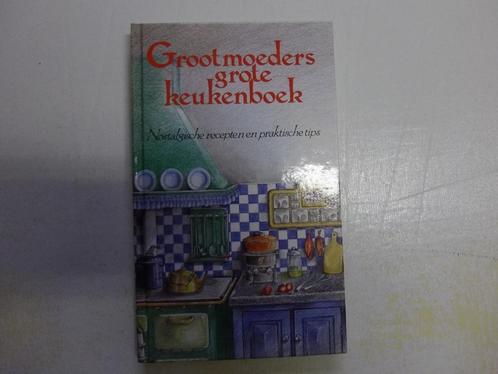 Grootmoeders
grote
keukenboek
Nostalgische recepten en praktische tips